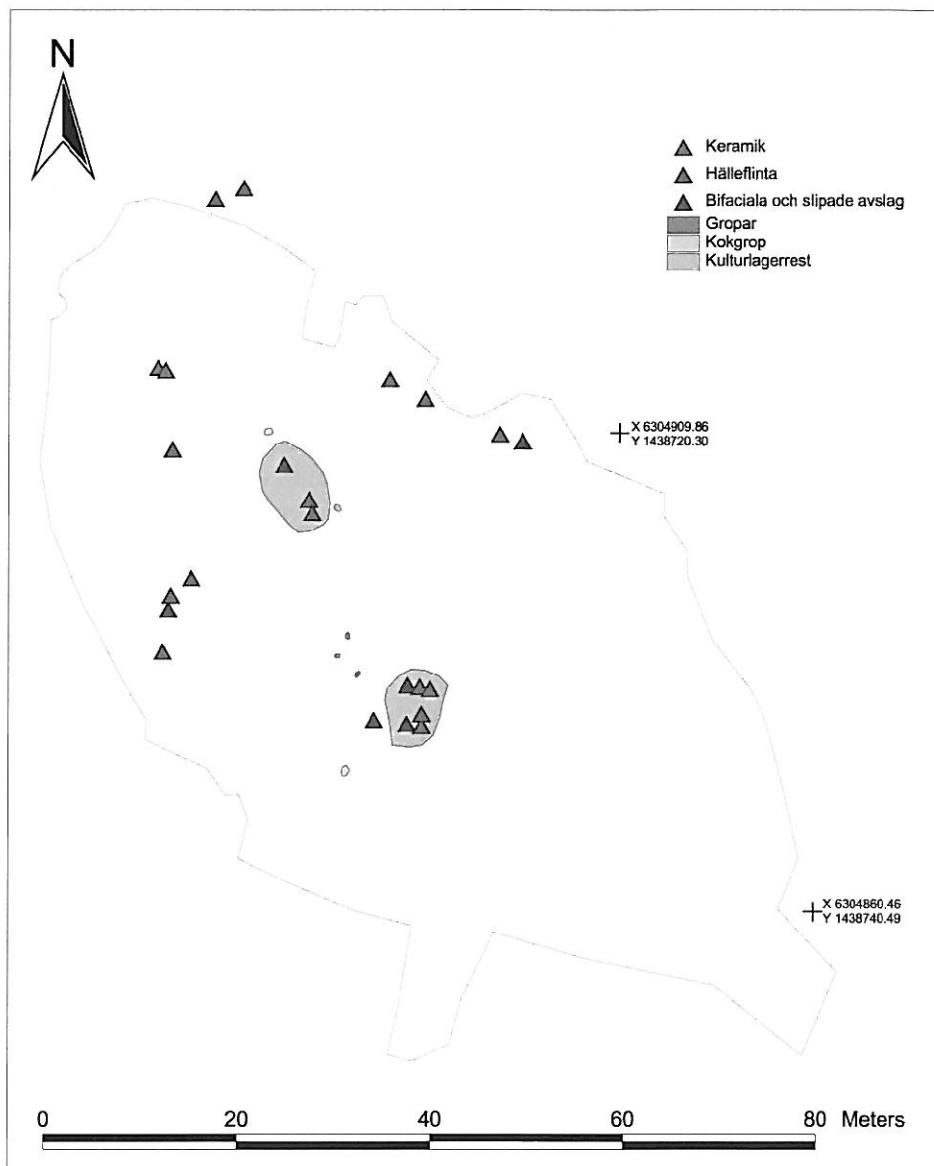 N
Keramik
Hälleflinta
Bifaciala och slipade avslag
Gropar
Kokgrop
Kulturlagerrest
X 6304909.86
Y 1438720.30
X 6304860.46
Y 1438740.49
0 20 40 60 80 Meters